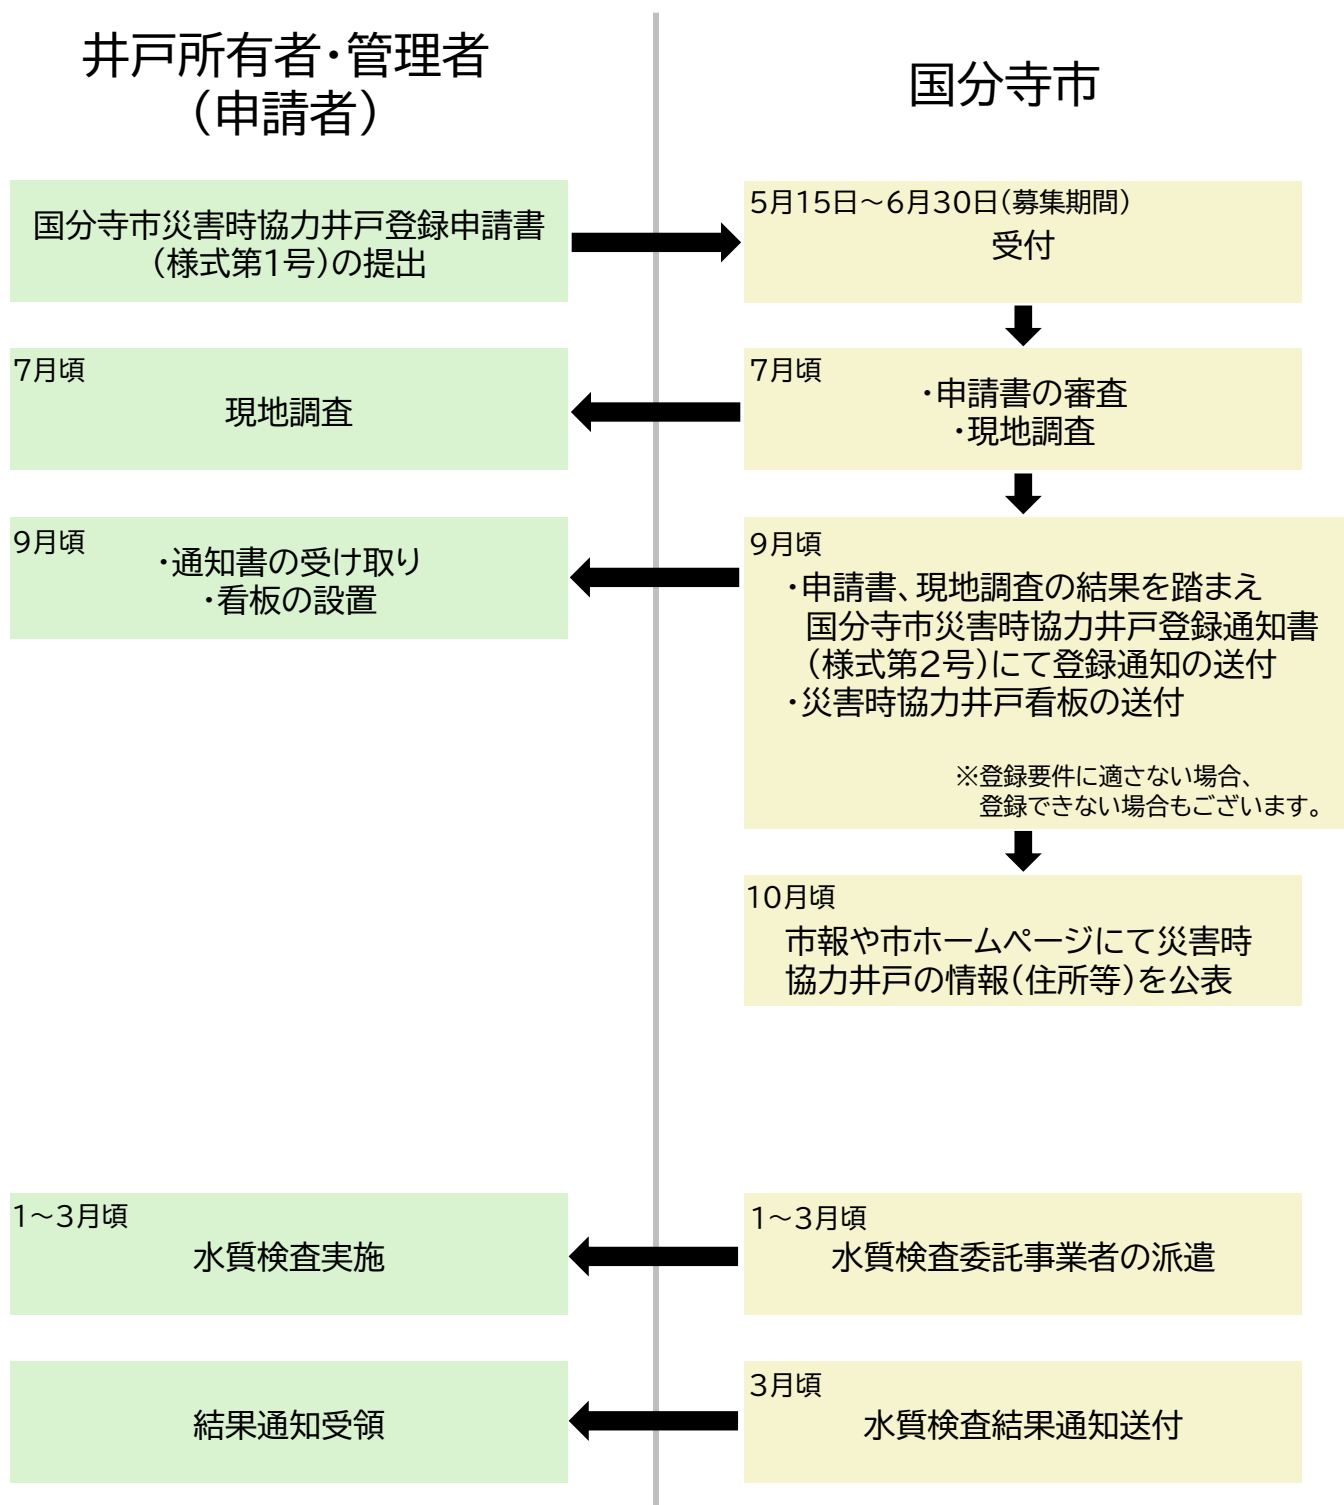 井戸所有者・管理者
（申請者）
国分寺市
国分寺市災害時協力井戸登録申請書
（様式第1号）の提出
5月15日～6月30日（募集期間）
受付
7月頃
現地調査
7月頃
・申請書の審査
・現地調査
9月頃
・通知書の受け取り
・看板の設置
9月頃
・申請書、現地調査の結果を踏まえ
国分寺市災害時協力井戸登録通知書
（様式第2号）にて登録通知の送付
・災害時協力井戸看板の送付
※登録要件に適さない場合、
登録できない場合もございます。
10月頃
市報や市ホームページにて災害時
協力井戸の情報（住所等）を公表
1～3月頃
水質検査実施
1～3月頃
水質検査委託事業者の派遣
結果通知受領
3月頃
水質検査結果通知送付